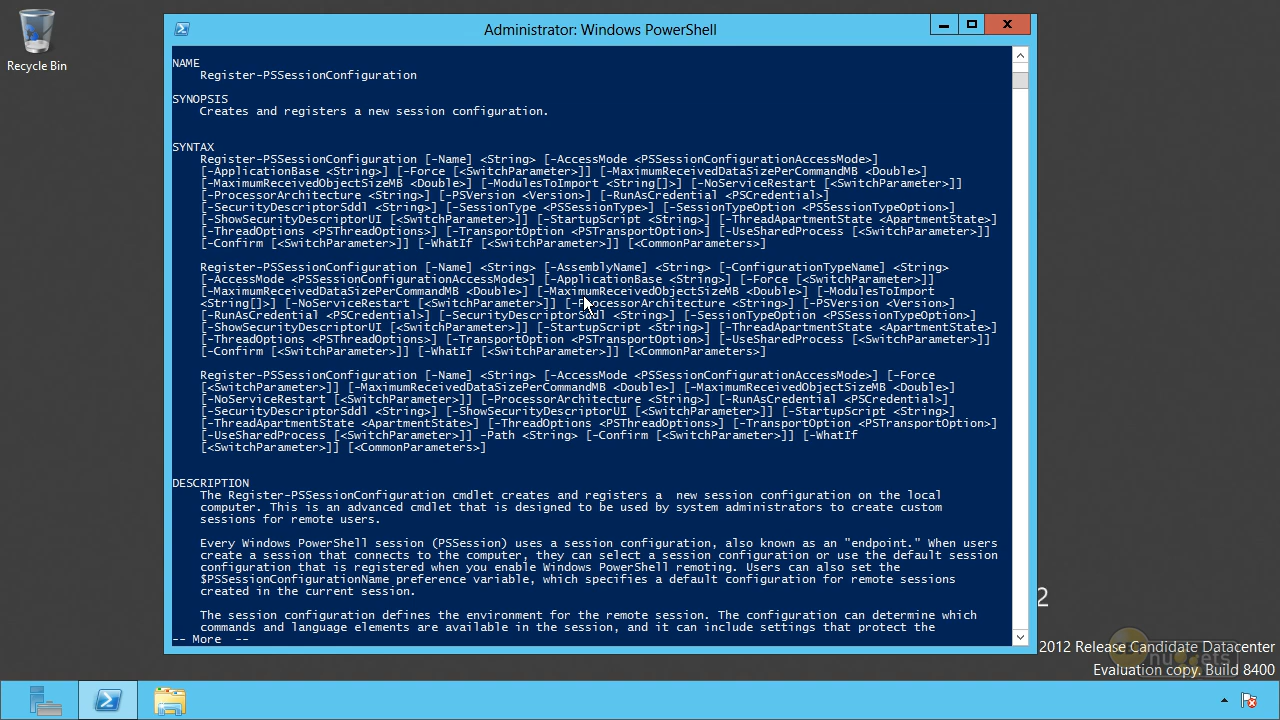 Recycle Bin
Administrator: Windows PowerShell
NAME
Register-PSSessionConfiguration
SYNOPSIS
Creates and registers a new session configuration.
SYNTAX
Register-PSSessionConfiguration [-Name] <String> [-AccessMode <PSSessionConfigurationAccessMode>]
[-ApplicationBase <String>] [-Force [<SwitchParameter>]] [-MaximumReceivedDataSizePerCommandMB <Double>]
[-MaximumReceivedObjectSizeMB <Double>] [-ModulesToImport <String[]>] [-NoServiceRestart [<SwitchParameter>]]
[-ProcessorArchitecture <String>] [-PSVersion <Version>] [-RunAsCredential <PSCredential>]
[-SecurityDescriptorSddl <String>] [-SessionType <PSSessionType>] [-SessionTypeOption <PSSessionTypeOption>]
[-ShowSecurityDescriptorUI [<SwitchParameter>]] [-StartupScript <String>] [-ThreadApartmentState <ApartmentState>]
[-ThreadOptions <PSThreadOptions>] [-TransportOption <PSTransportOption>] [-UseSharedProcess [<SwitchParameter>]]
[-Confirm [<SwitchParameter>]] [-WhatIf [<SwitchParameter>]] [<CommonParameters>]
Register-PSSessionConfiguration [-Name] <String> [-AssemblyName] <String> [-ConfigurationTypeName] <String>
[-AccessMode <PSSessionConfigurationAccessMode>] [-ApplicationBase <String>] [-Force [<SwitchParameter>]]
[-MaximumReceivedDataSizePerCommandMB <Double>] [-MaximumReceivedObjectSizeMB <Double>] [-ModulesToImport
<String[]>] [-NoServiceRestart [<SwitchParameter>]] [-ProcessorArchitecture <String>] [-PSVersion <Version>]
[-RunAsCredential <PSCredential>] [-SecurityDescriptorSddl <String>] [-SessionTypeOption <PSSessionTypeOption>]
[-ShowSecurityDescriptorUI [<SwitchParameter>]] [-StartupScript <String>] [-ThreadApartmentState <ApartmentState>]
[-ThreadOptions <PSThreadOptions>] [-TransportOption <PSTransportOption>] [-UseSharedProcess [<SwitchParameter>]]
[-Confirm [<SwitchParameter>]] [-WhatIf [<SwitchParameter>]] [<CommonParameters>]
Register-PSSessionConfiguration [-Name] <String> [-AccessMode <PSSessionConfigurationAccessMode>] [-Force
[<SwitchParameter>]] [-MaximumReceivedDataSizePerCommandMB <Double>] [-MaximumReceivedObjectSizeMB <Double>]
[-NoServiceRestart [<SwitchParameter>]] [-ProcessorArchitecture <String>] [-RunAsCredential <PSCredential>]
[-SecurityDescriptorSddl <String>] [-ShowSecurityDescriptorUI [<SwitchParameter>]] [-StartupScript <String>]
[-ThreadApartmentState <ApartmentState>] [-ThreadOptions <PSThreadOptions>] [-TransportOption <PSTransportOption>]
[-UseSharedProcess [<SwitchParameter>]] -Path <String> [-Confirm [<SwitchParameter>]] [-WhatIf
[<SwitchParameter>]] [<CommonParameters>]
DESCRIPTION
The Register-PSSessionConfiguration cmdlet creates and registers a  new session configuration on the local
computer. This is an advanced cmdlet that is designed to be used by system administrators to create custom
sessions for remote users.
Every Windows PowerShell session (PSSession) uses a session configuration, also known as an "endpoint." When users
create a session that connects to the computer, they can select a session configuration or use the default session
configuration that is registered when you enable Windows PowerShell remoting. Users can also set the
$PSSessionConfigurationName preference variable, which specifies a default configuration for remote sessions
created in the current session.
The session configuration defines the environment for the remote session. The configuration can determine which
commands and language elements are available in the session, and it can include settings that protect the
-- More  --
2
2012 Release Candidate Datacenter
Evaluation copy. Build 8400
nuggets